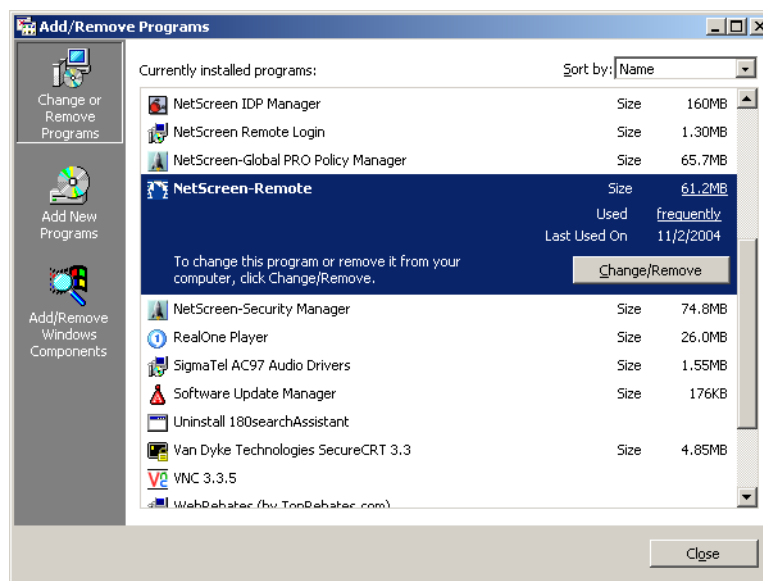 Add/Remove Programs
Change or
Remove
Programs
Add New
Programs
Add/Remove
Windows
Components
Currently installed programs:
Sort by: Name
NetScreen IDP Manager Size 160MB
NetScreen Remote Login Size 1.30MB
NetScreen-Global PRO Policy Manager Size 65.7MB
NetScreen-Remote Size 61.2MB
Used frequently
Last Used On 11/2/2004
To change this program or remove it from your
computer, click Change/Remove.
Change/Remove
NetScreen-Security Manager Size 74.8MB
RealOne Player Size 26.0MB
SigmaTel AC97 Audio Drivers Size 1.55MB
Software Update Manager Size 176KB
Uninstall 180searchAssistant
Van Dyke Technologies SecureCRT 3.3 Size 4.85MB
VNC 3.3.5
WebRebates (by TopRebates.com)
Close